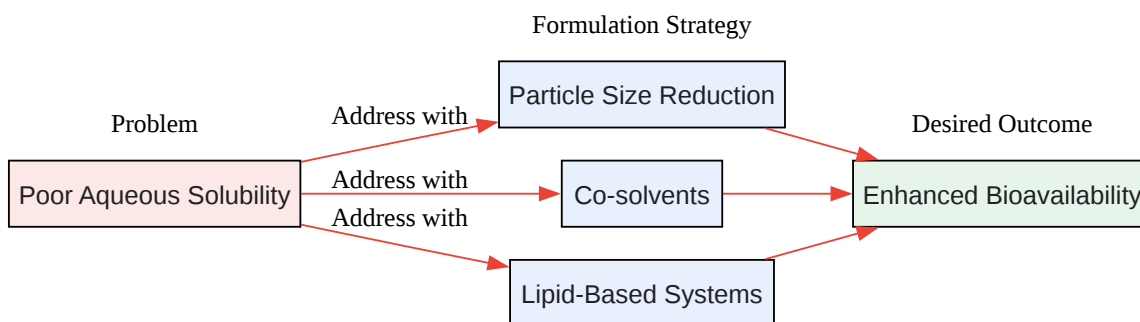 Formulation Strategy
Particle Size Reduction
Problem
Address with
Desired Outcome
Poor Aqueous Solubility
Address with
Co-solvents
Enhanced Bioavailability
Address with
Lipid-Based Systems